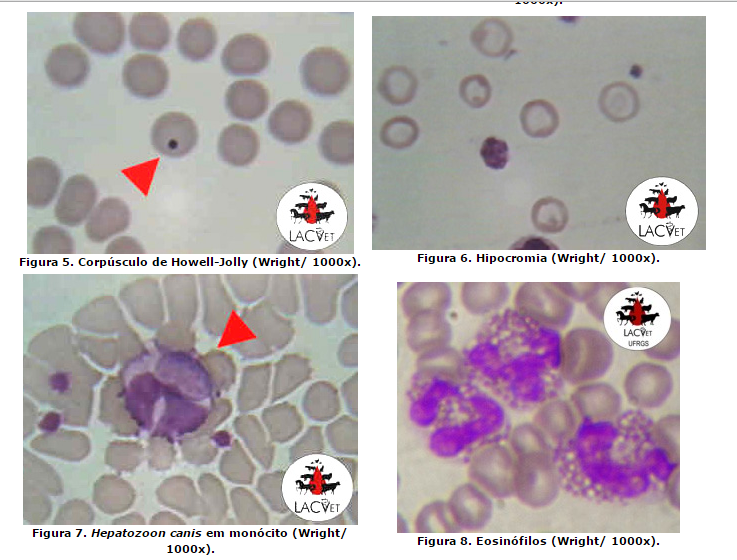 1000x).
LACVET
Figura 5. Corpúsculo de Howell-Jolly (Wright/ 1000x).
LACVET
Figura 6. Hipocromia (Wright/ 1000x).
LACVET
Figura 7. Hepatozoon canis em monócito (Wright/
1000x).
LACVET
UFRGS
Figura 8. Eosinófilos (Wright/ 1000x).